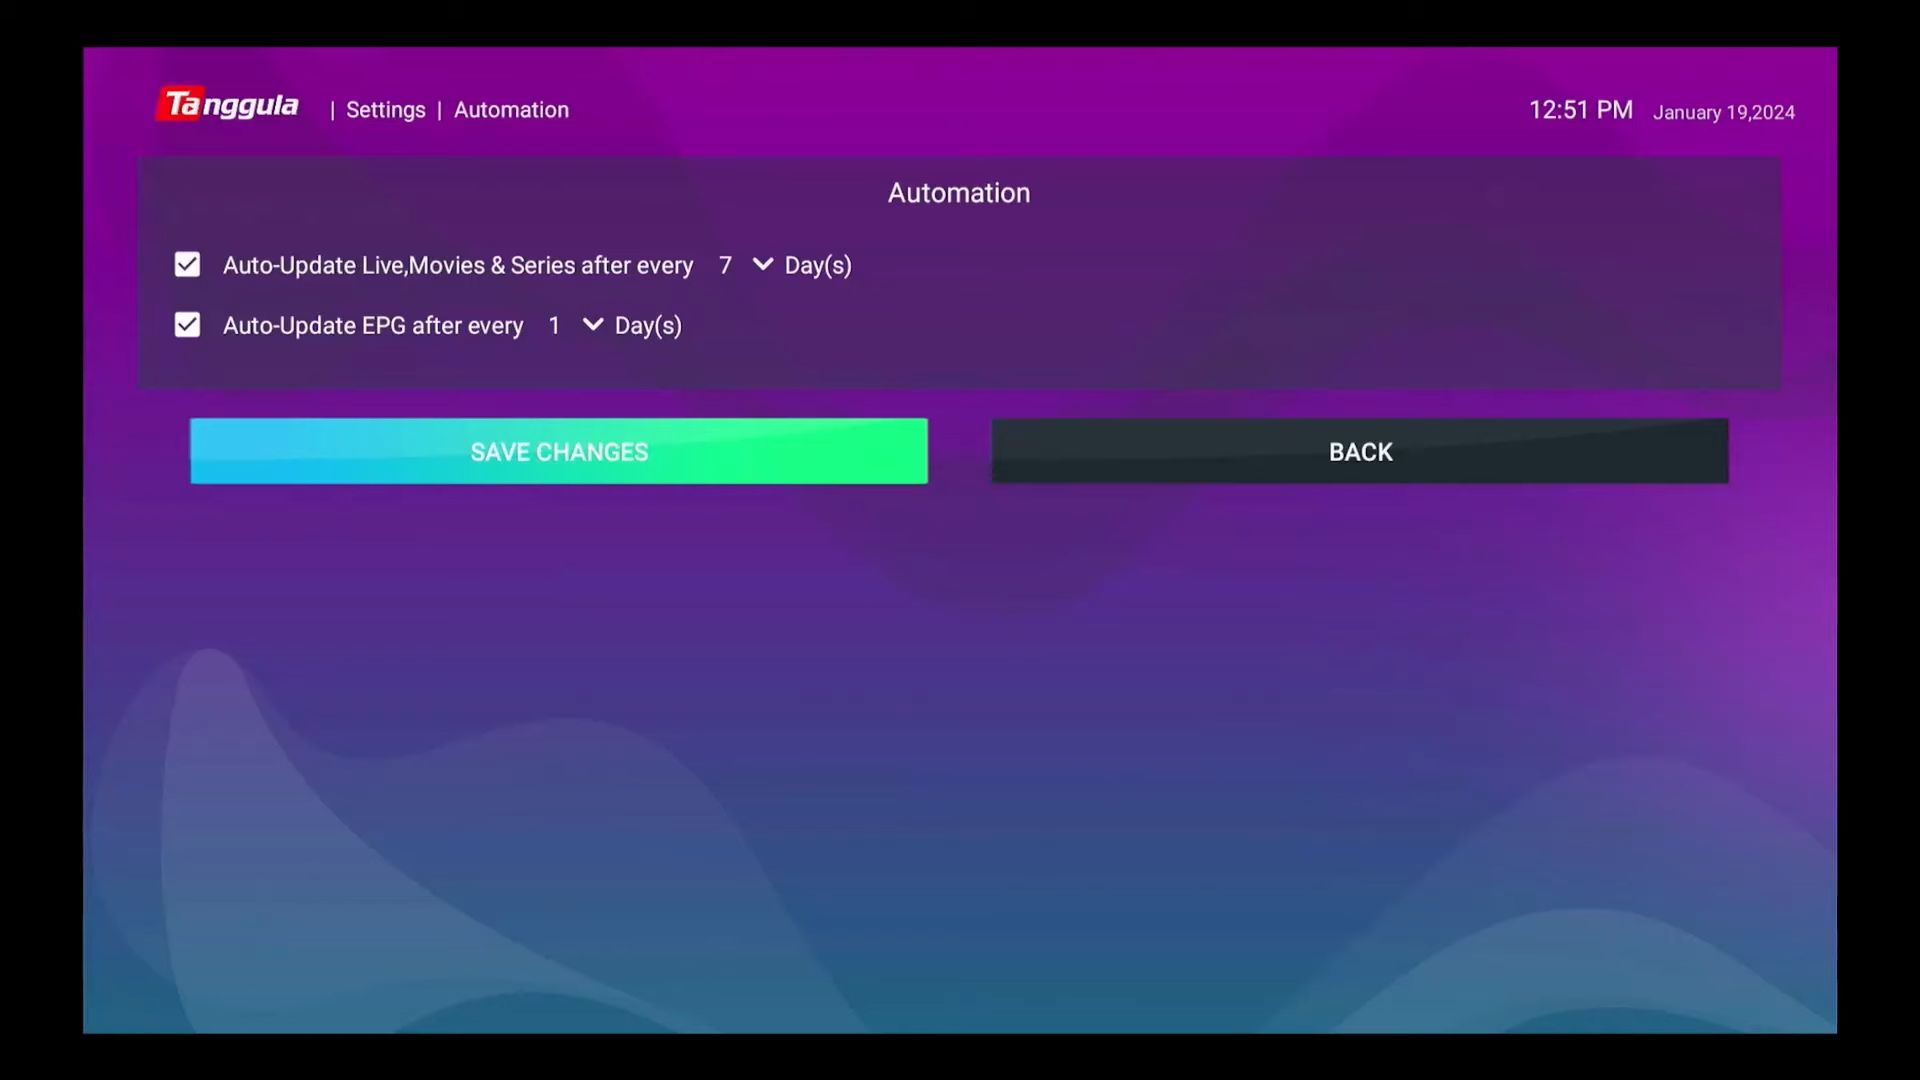 Tanggula | Settings | Automation 12:51 PM January 19,2024
Automation
Auto-Update Live,Movies & Series after every 7 Day(s)
Auto-Update EPG after every 1 Day(s)
SAVE CHANGES BACK